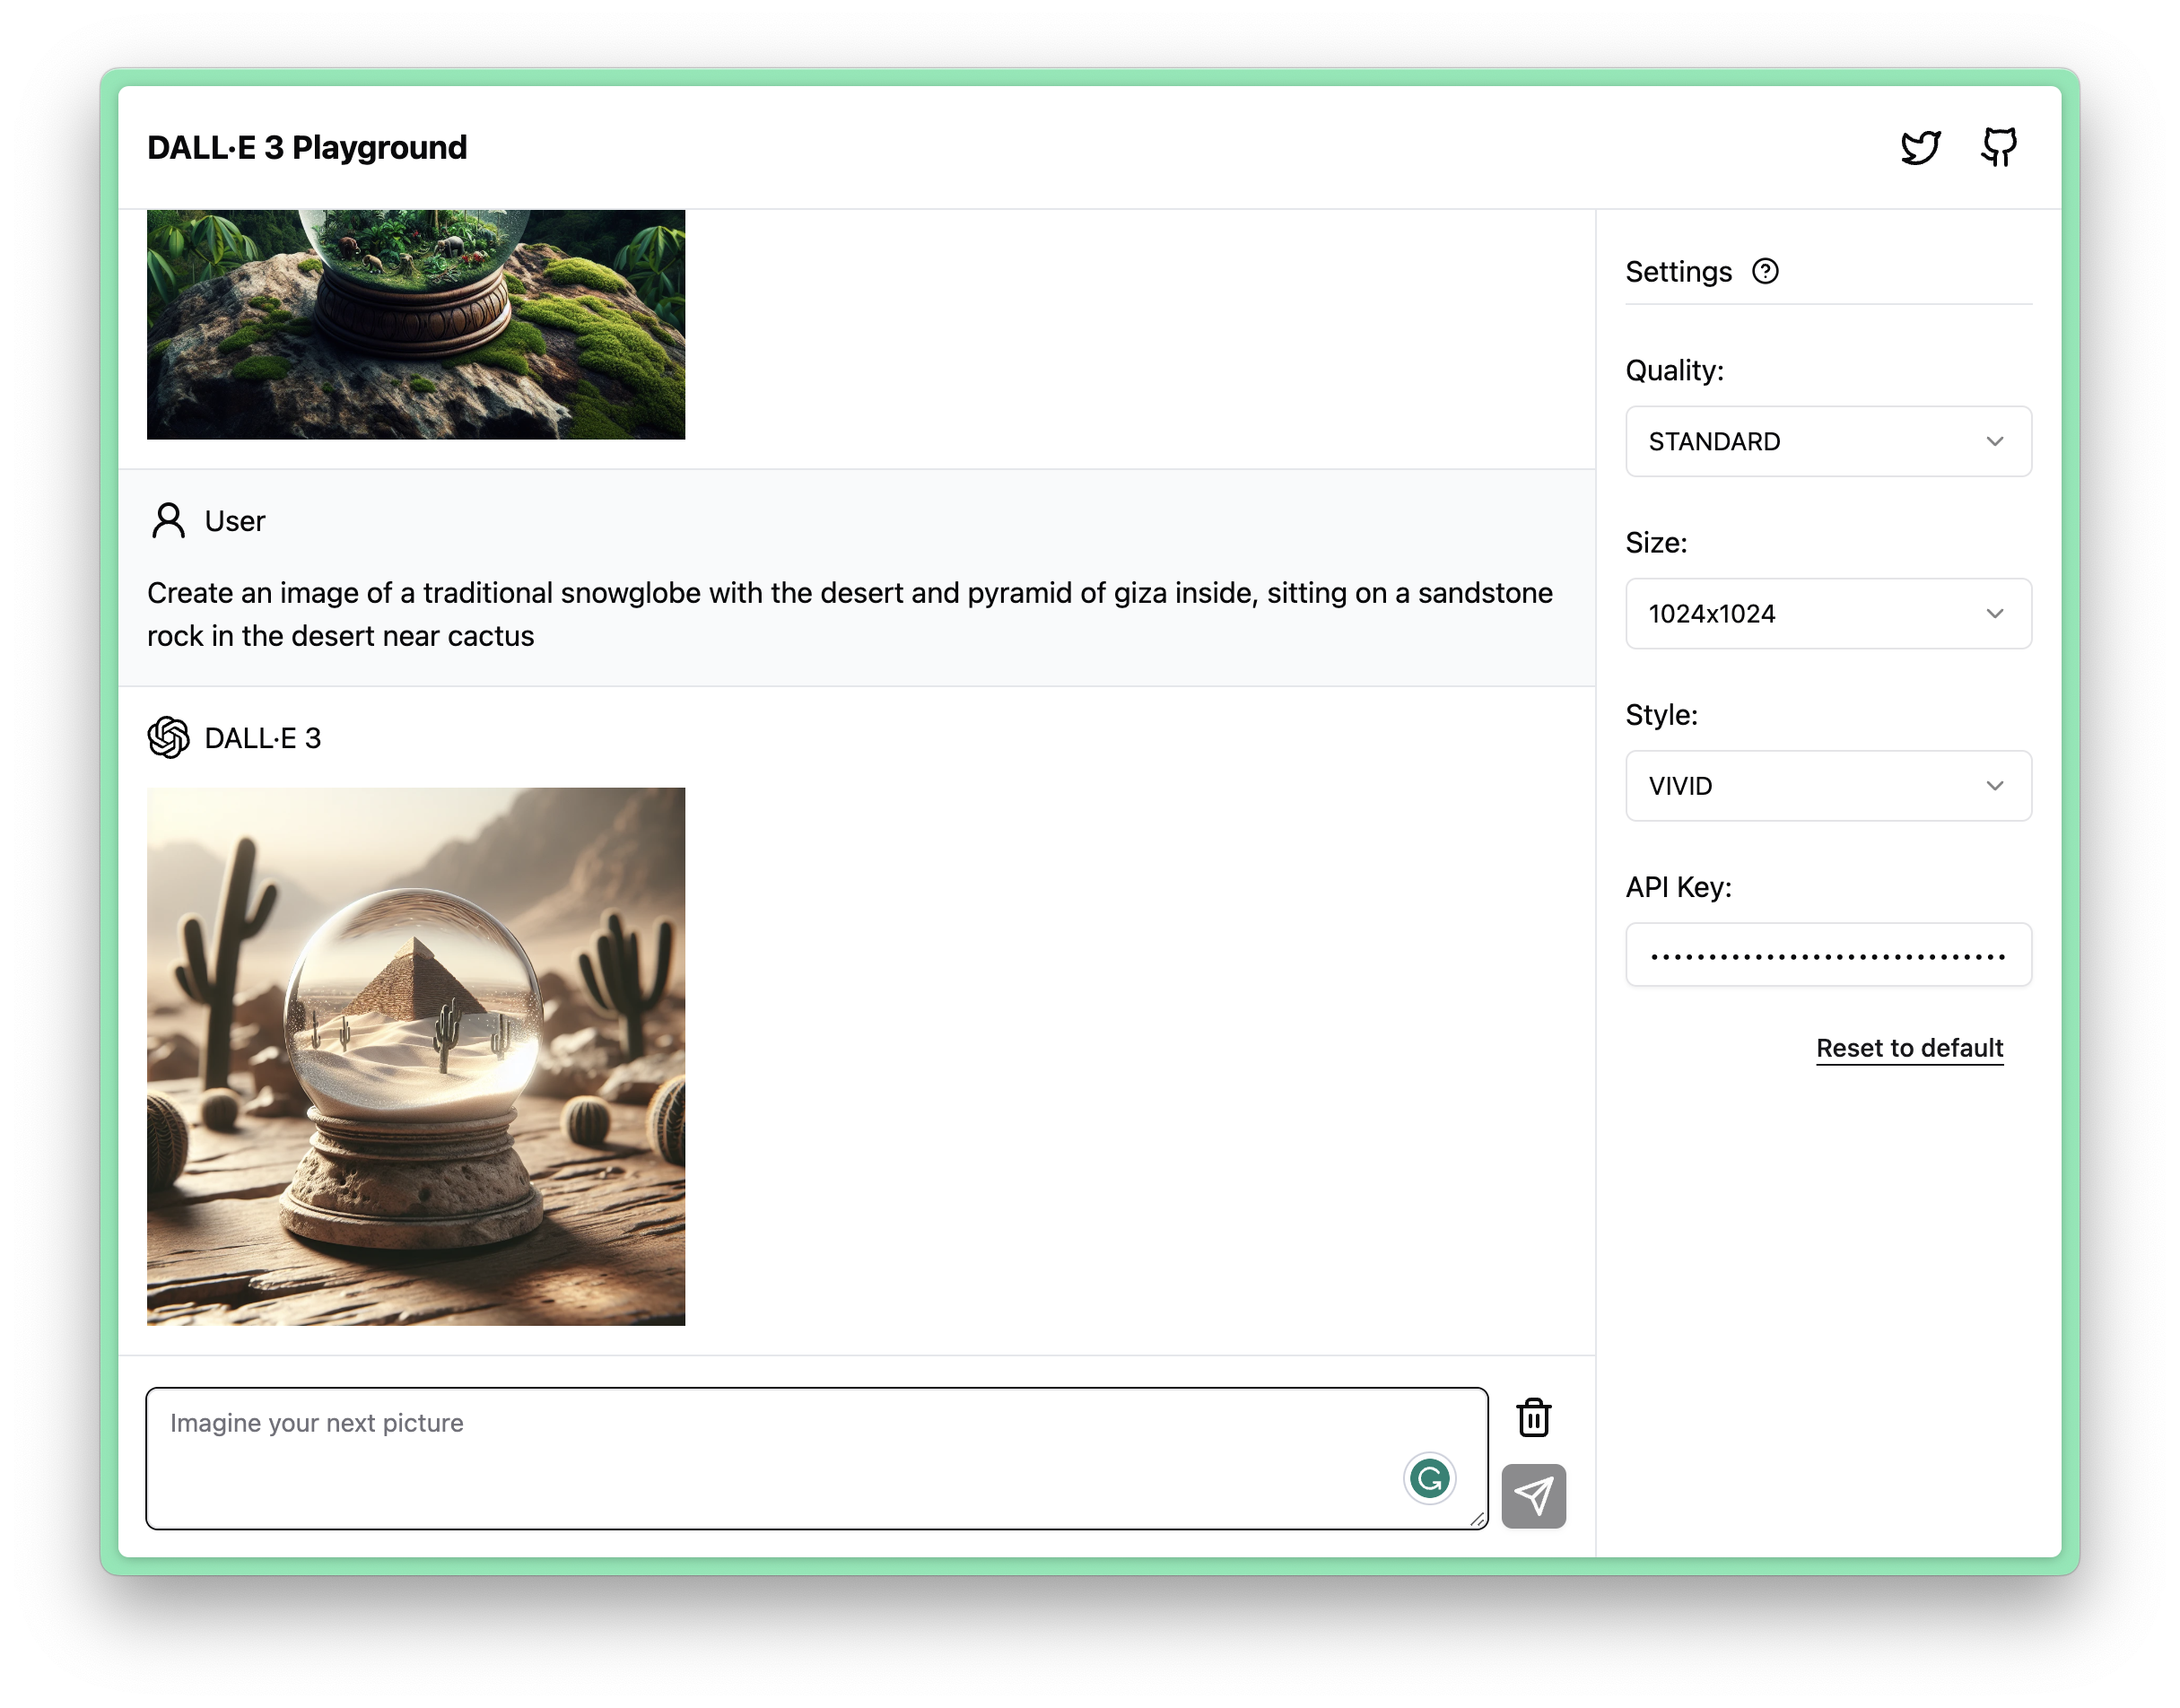 DALL·E 3 Playground
User
Create an image of a traditional snowglobe with the desert and pyramid of giza inside, sitting on a sandstone
rock in the desert near cactus
DALL·E 3
Imagine your next picture
Settings
Quality:
STANDARD
Size:
1024x1024
Style:
VIVID
API Key:
Reset to default